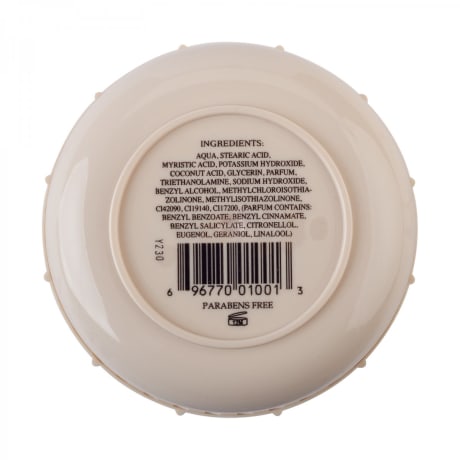 INGREDIENTS:
AQUA, STEARIC ACID,
MYRISTIC ACID, POTASSIUM HYDROXIDE,
COCONUT ACID, GLYCERIN, PARFUM,
TRIETHANOLAMINE, SODIUM HYDROXIDE,
BENZYL ALCOHOL, METHYLCHLOROISOTHIA-
ZOLINONE, METHYLISOTHIAZOLINONE,
CI42090, CI19140, CI17200, (PARFUM CONTAINS:
BENZYL BENZOATE, BENZYL CINNAMATE,
BENZYL SALICYLATE, CITRONELLOL,
EUGENOL, GERANIOL, LINALOOL)
Y230
6 96770 01001 3
PARABENS FREE